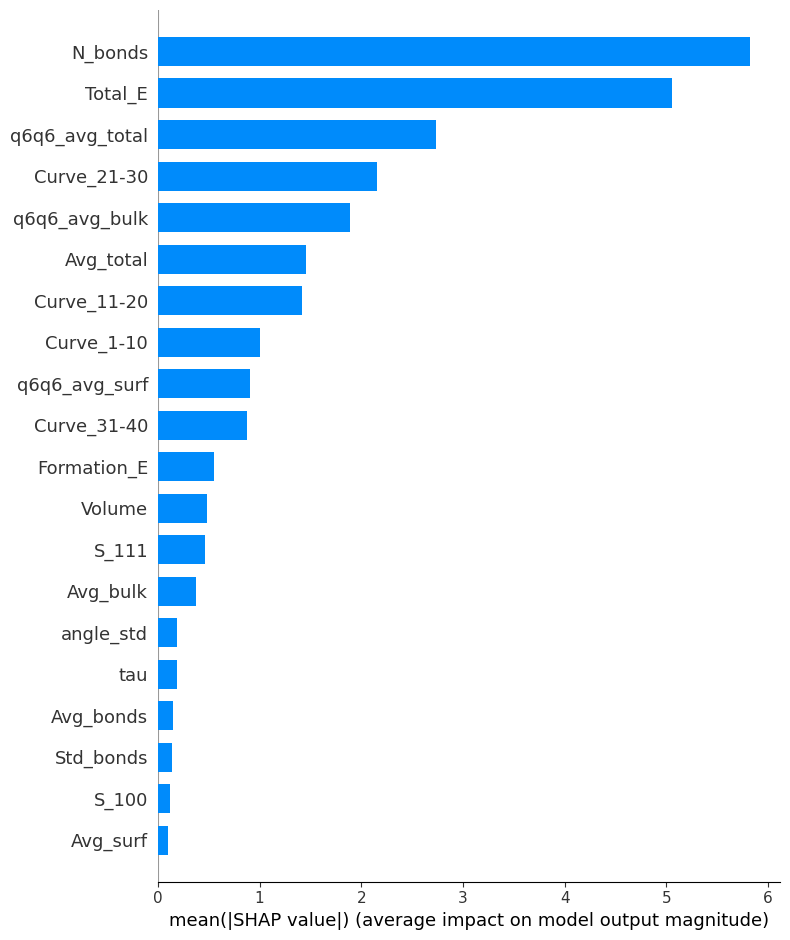 N_bonds
Total_E
q6q6_avg_total
Curve_21-30
q6q6_avg_bulk
Avg_total
Curve_11-20
Curve_1-10
q6q6_avg_surf
Curve_31-40
Formation_E
Volume
S_111
Avg_bulk
angle_std
tau
Avg_bonds
Std_bonds
S_100
Avg_surf
0 1 2 3 4 5 6
mean(|SHAP value|) (average impact on model output magnitude)